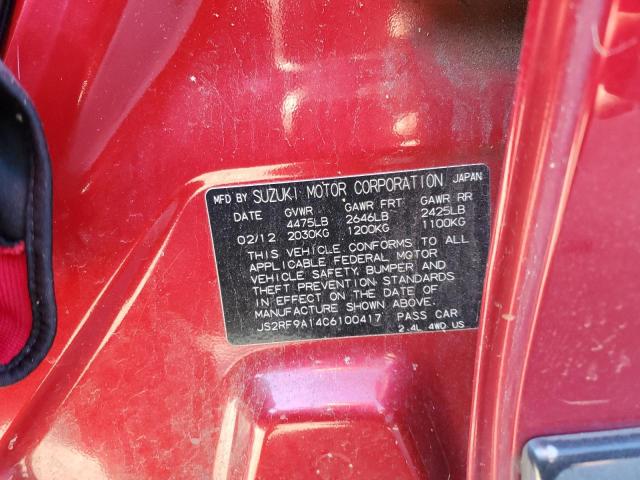 MFD BY SUZUKI MOTOR CORPORATION JAPAN
DATE GVWR GAWR FRT GAWR RR
4475LB 2646LB 2425LB
02/12 2030KG 1200KG 1100KG
THIS VEHICLE CONFORMS TO ALL
APPLICABLE FEDERAL MOTOR
VEHICLE SAFETY, BUMPER AND
THEFT PREVENTION STANDARDS
IN EFFECT ON THE DATE OF
MANUFACTURE SHOWN ABOVE.
JS2RF9A14C6100417 PASS CAR
2.4L 4WD US